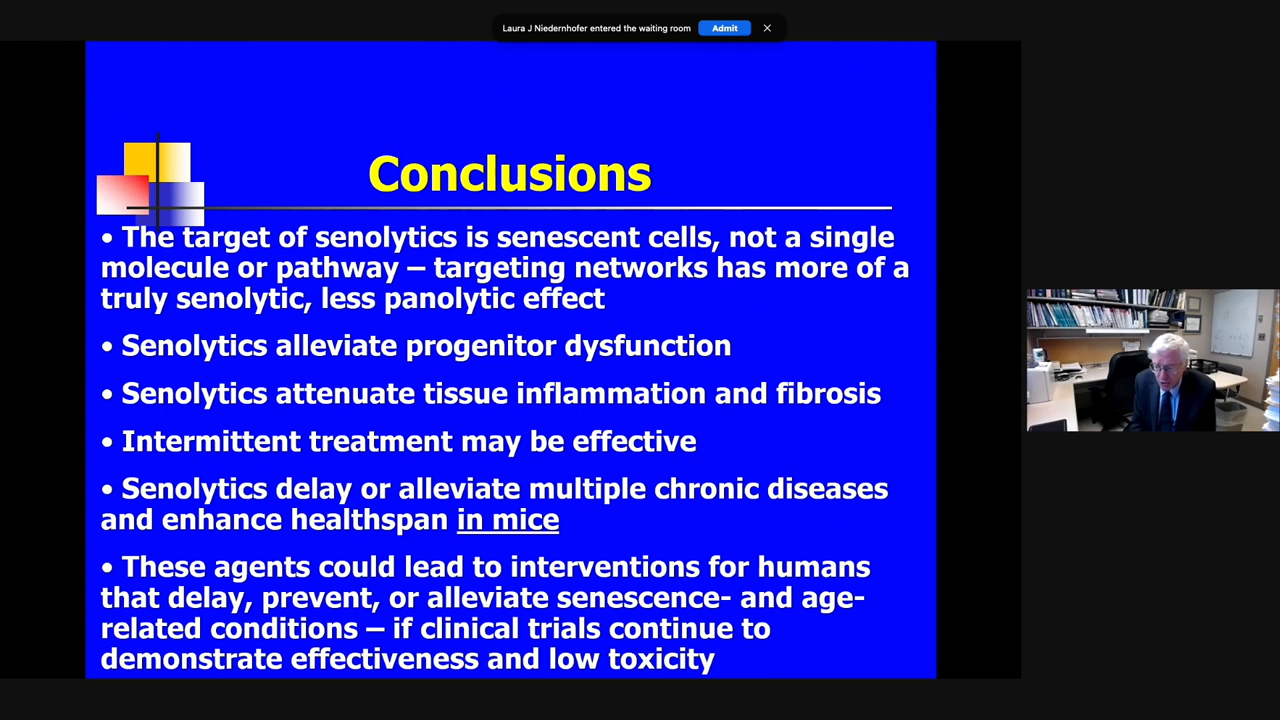 Laura J Niedernhofer entered the waiting room Admit
Conclusions
• The target of senolytics is senescent cells, not a single
molecule or pathway – targeting networks has more of a
truly senolytic, less panolytic effect
• Senolytics alleviate progenitor dysfunction
• Senolytics attenuate tissue inflammation and fibrosis
• Intermittent treatment may be effective
• Senolytics delay or alleviate multiple chronic diseases
and enhance healthspan in mice
• These agents could lead to interventions for humans
that delay, prevent, or alleviate senescence- and age-
related conditions – if clinical trials continue to
demonstrate effectiveness and low toxicity